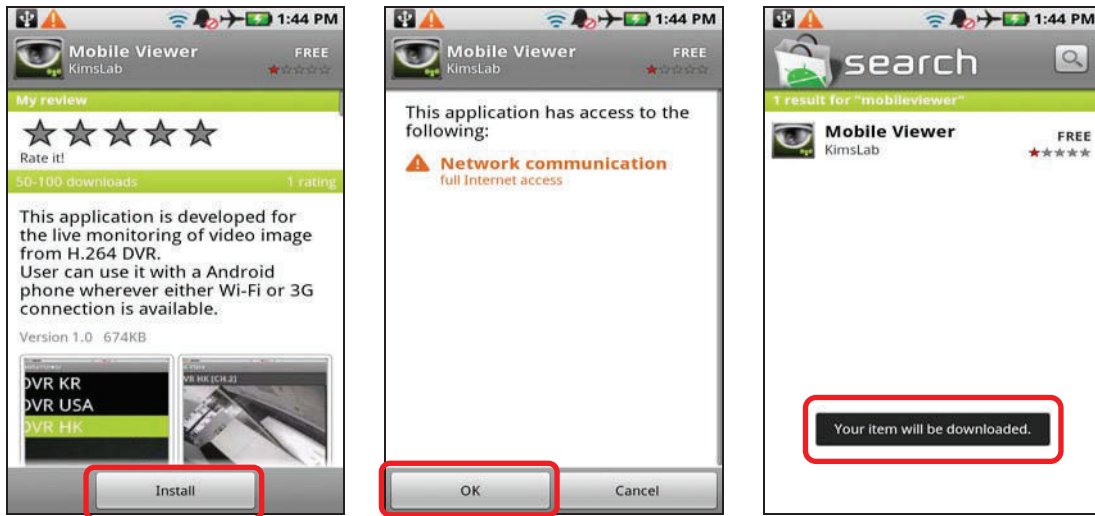 1:44 PM
Mobile Viewer
FREE
KimsLab
My review
Rate it!
50-100 downloads
1 rating
This application is developed for
the live monitoring of video image
from H.264 DVR.
User can use it with a Android
phone wherever either Wi-Fi or 3G
connection is available.
Version 1.0 674KB
DVR KR
DVR USA
DVR HK
VR HK [CH.2]
Install
1:44 PM
Mobile Viewer
FREE
KimsLab
This application has access to the
following:
Network communication
full Internet access
OK
Cancel
1:44 PM
search
1 result for "mobileviewer"
Mobile Viewer
FREE
KimsLab
Your item will be downloaded.